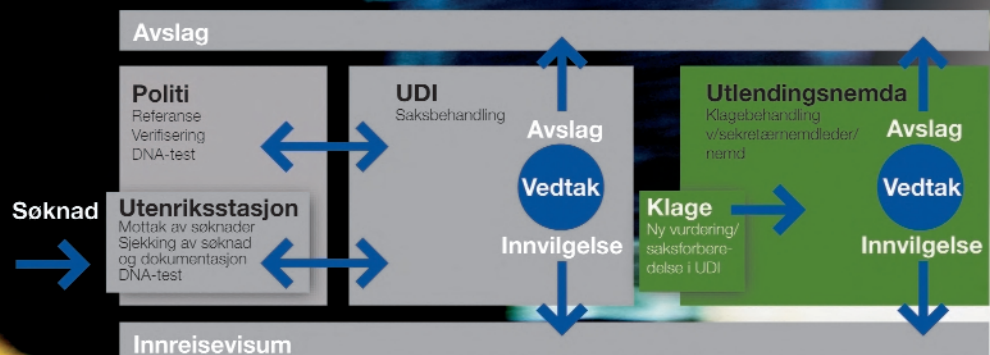 Avslag
Politi
Referanse
Verifisering
DNA-test
UDI
Saksbehandling
Avslag
Vedtak
Innvilgelse
Utlendingsnemda
Klagebehandling
v/sekretærnemdleder/
nemd
Avslag
Vedtak
Innvilgelse
Søknad
Utenriksstasjon
Mottak av søknader
Sjekking av søknad
og dokumentasjon
DNA-test
Klage
Ny vurdering/
saksforbere-
delse i UDI
Innreisevisum